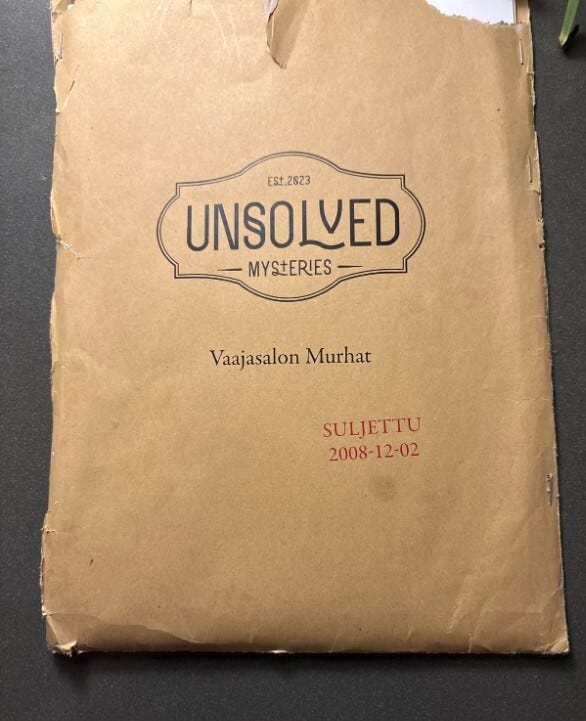 EST.2023
UNSOLVED
MYSTERIES
Vaajasalon Murhat
SULJETTU
2008-12-02